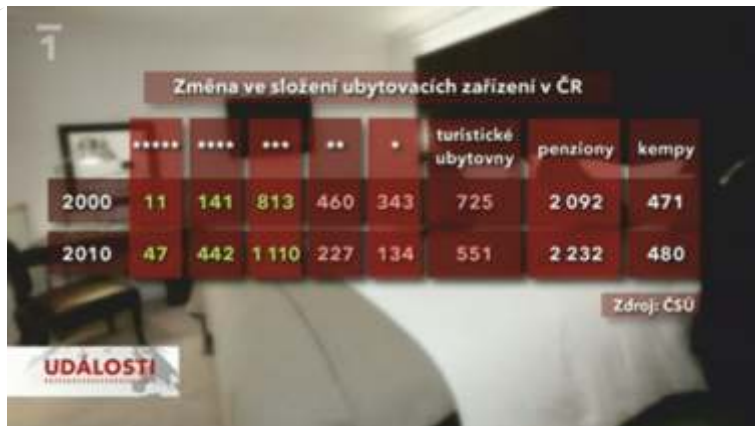 1
Změna ve složení ubytovacích zařízení v ČR
***** **** *** ** * turistické ubytovny penziony kempy
2000 11 141 813 460 343 725 2 092 471
2010 47 442 1 110 227 134 551 2 232 480
Zdroj: ČSÚ
UDÁLOSTI